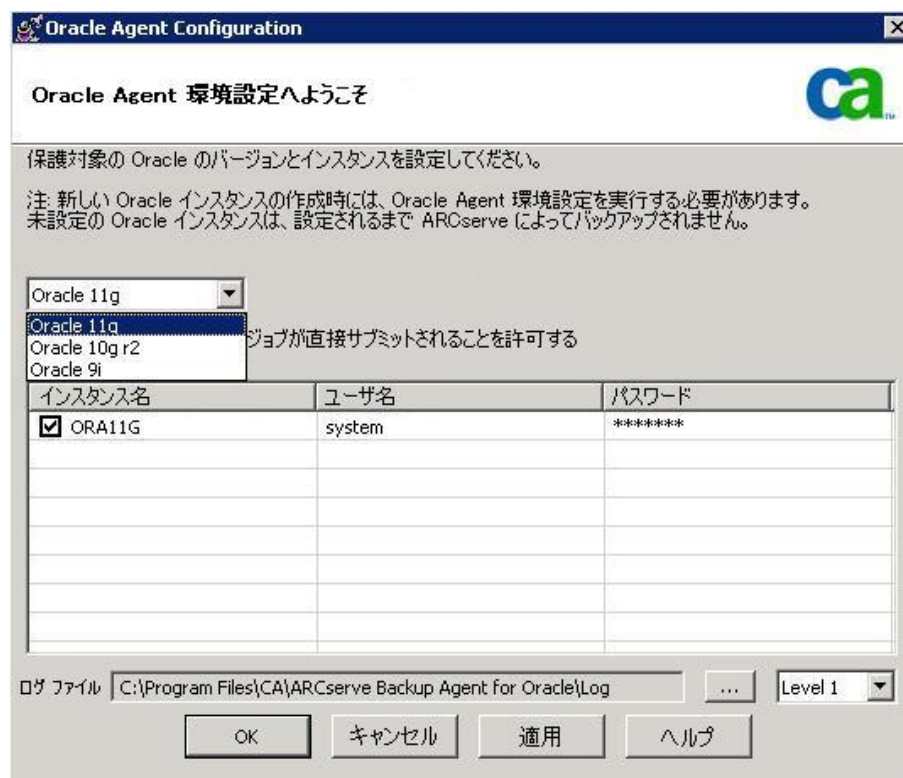 Oracle Agent Configuration
Oracle Agent 環境設定へようこそ
ca
TM
保護対象の Oracle のバージョンとインスタンスを設定してください。
注: 新しい Oracle インスタンスの作成時には、Oracle Agent 環境設定を実行する必要があります。
未設定の Oracle インスタンスは、設定されるまで ARCserve によってバックアップされません。
Oracle 11g
Oracle 11g
Oracle 10g r2
Oracle 9i
ジョブが直接サブミットされることを許可する
インスタンス名 ユーザ名 パスワード
ORA11G system *******
ログ ファイル C:\Program Files\CA\ARCserve Backup Agent for Oracle\Log ... Level 1
OK キャンセル 適用 ヘルプ